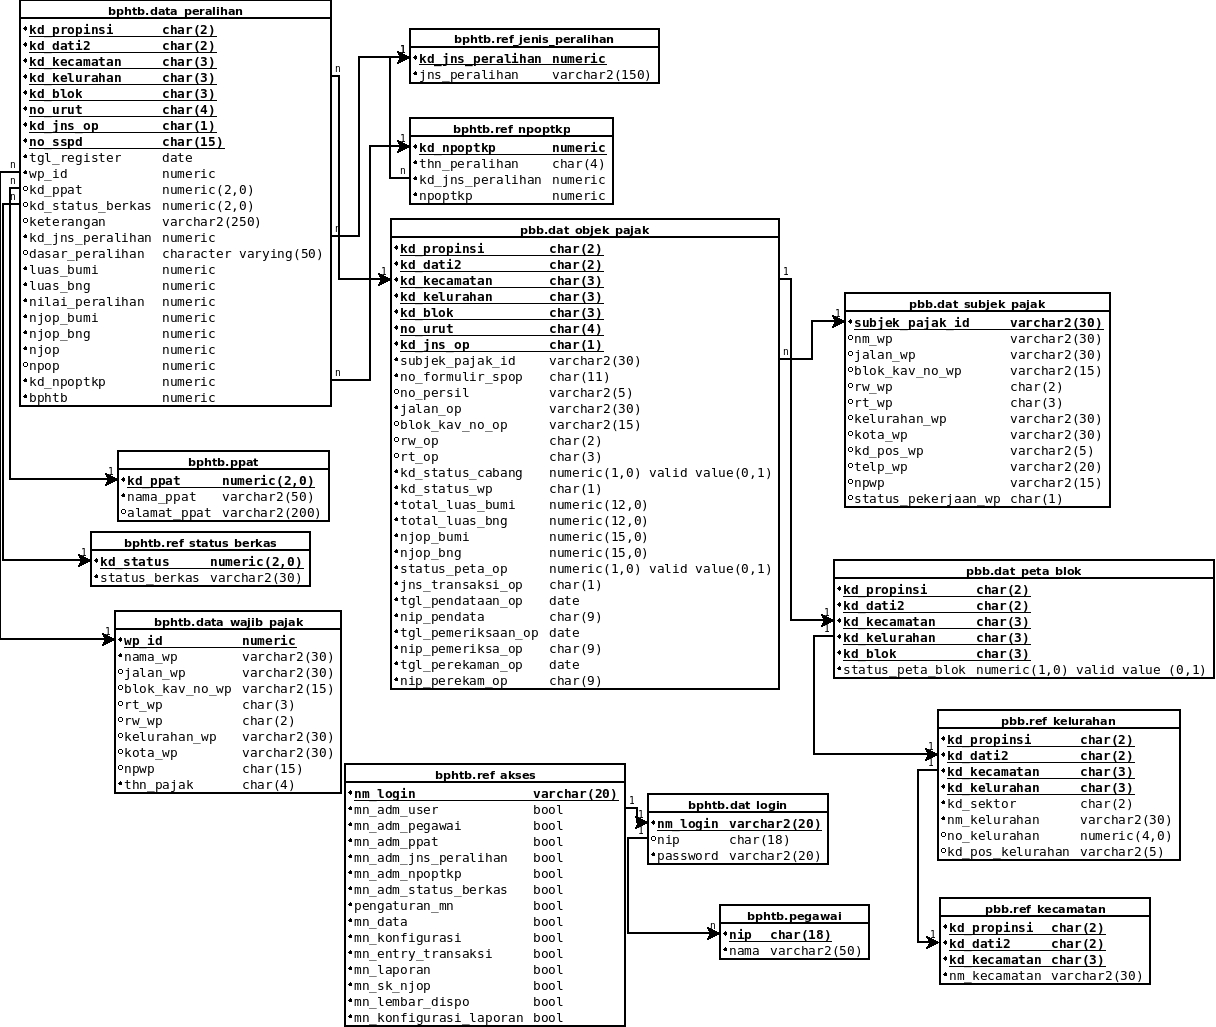 bphtb.data_peralihan
kd_propinsi char(2)
kd_dati2 char(2)
kd_kecamatan char(3)
kd_kelurahan char(3)
kd_blok char(3)
no_urut char(4)
kd_jns_op char(1)
no_sspd char(15)
tgl_register date
wp_id numeric
kd_ppat numeric(2,0)
kd_status_berkas numeric(2,0)
keterangan varchar2(250)
kd_jns_peralihan numeric
dasar_peralihan character varying(50)
luas_bumi numeric
luas_bng numeric
nilai_peralihan numeric
njop_bumi numeric
njop_bng numeric
njop numeric
npop numeric
kd_npoptkp numeric
bphtb numeric
n
n
n
n
n
n
bphtb.ref_jenis_peralihan
1
kd_jns_peralihan numeric
jns_peralihan varchar2(150)
bphtb.ref_npoptkp
1
kd_npoptkp numeric
thn_peralihan char(4)
n
kd_jns_peralihan numeric
npoptkp numeric
pbb.dat_objek_pajak
kd_propinsi char(2)
kd_dati2 char(2)
1
kd_kecamatan char(3)
1
kd_kelurahan char(3)
kd_blok char(3)
no_urut char(4)
kd_jns_op char(1)
n
subjek_pajak_id varchar2(30)
no_formulir_spop char(11)
no_persil varchar2(5)
jalan_op varchar2(30)
blok_kav_no_op varchar2(15)
rw_op char(2)
rt_op char(3)
kd_status_cabang numeric(1,0) valid value(0,1)
kd_status_wp char(1)
total_luas_bumi numeric(12,0)
total_luas_bng numeric(12,0)
njop_bumi numeric(15,0)
njop_bng numeric(15,0)
status_peta_op numeric(1,0) valid value(0,1)
jns_transaksi_op char(1)
tgl_pendataan_op date
nip_pendata char(9)
tgl_pemeriksaan_op date
nip_pemeriksa_op char(9)
tgl_perekaman_op date
nip_perekam_op char(9)
pbb.dat_subjek_pajak
1
subjek_pajak_id varchar2(30)
nm_wp varchar2(30)
jalan_wp varchar2(30)
blok_kav_no_wp varchar2(15)
rw_wp char(2)
rt_wp char(3)
kelurahan_wp varchar2(30)
kota_wp varchar2(30)
kd_pos_wp varchar2(5)
telp_wp varchar2(20)
npwp varchar2(15)
status_pekerjaan_wp char(1)
bphtb.ppat
1
kd_ppat numeric(2,0)
nama_ppat varchar2(50)
alamat_ppat varchar2(200)
bphtb.ref_status_berkas
1
kd_status numeric(2,0)
status_berkas varchar2(30)
bphtb.data_wajib_pajak
1
wp_id numeric
nama_wp varchar2(30)
jalan_wp varchar2(30)
blok_kav_no_wp varchar2(15)
rt_wp char(3)
rw_wp char(2)
kelurahan_wp varchar2(30)
kota_wp varchar2(30)
npwp char(15)
thn_pajak char(4)
pbb.dat_peta_blok
kd_propinsi char(2)
kd_dati2 char(2)
1
kd_kecamatan char(3)
1
kd_kelurahan char(3)
kd_blok char(3)
status_peta_blok numeric(1,0) valid value (0,1)
pbb.ref_kelurahan
kd_propinsi char(2)
1
kd_dati2 char(2)
1
kd_kecamatan char(3)
kd_kelurahan char(3)
kd_sektor char(2)
nm_kelurahan varchar2(30)
no_kelurahan numeric(4,0)
kd_pos_kelurahan varchar2(5)
pbb.ref_kecamatan
kd_propinsi char(2)
1
kd_dati2 char(2)
kd_kecamatan char(3)
nm_kecamatan varchar2(30)
bphtb.ref_akses
nm_login varchar(20)
1
mn_adm_user bool
mn_adm_pegawai bool
mn_adm_ppat bool
mn_adm_jns_peralihan bool
mn_adm_npoptkp bool
mn_adm_status_berkas bool
pengaturan_mn bool
mn_data bool
mn_konfigurasi bool
mn_entry_transaksi bool
mn_laporan bool
mn_sk_njop bool
mn_lembar_dispo bool
mn_konfigurasi_laporan bool
bphtb.dat_login
1
nm_login varchar2(20)
1
nip char(18)
password varchar2(20)
bphtb.pegawai
n
nip char(18)
nama varchar2(50)